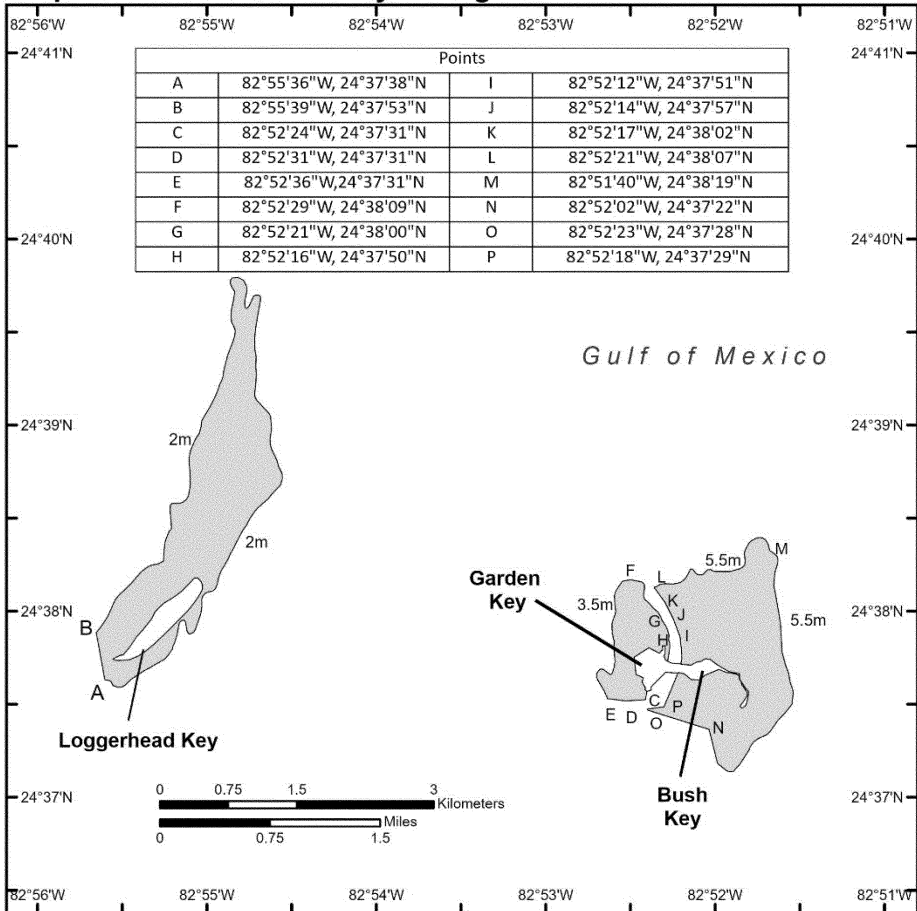 82°56'W 82°55'W 82°54'W 82°53'W 82°52'W 82°51'W
24°41'N 24°41'N
Points
A 82°55'36"W, 24°37'38"N I 82°52'12"W, 24°37'51"N
B 82°55'39"W, 24°37'53"N J 82°52'14"W, 24°37'57"N
C 82°52'24"W, 24°37'31"N K 82°52'17"W, 24°38'02"N
D 82°52'31"W, 24°37'31"N L 82°52'21"W, 24°38'07"N
E 82°52'36"W,24°37'31"N M 82°51'40"W, 24°38'19"N
F 82°52'29"W, 24°38'09"N N 82°52'02"W, 24°37'22"N
G 82°52'21"W, 24°38'00"N O 82°52'23"W, 24°37'28"N
H 82°52'16"W, 24°37'50"N P 82°52'18"W, 24°37'29"N
24°40'N 24°40'N
Gulf of Mexico
24°39'N 24°39'N
2m
2m
M
5.5m
F L
Garden
Key
3.5m
K
24°38'N 24°38'N
J
5.5m
G
B
I
H
A
C
P
E D O
N
Loggerhead Key
Bush
Key
24°37'N 24°37'N
0 0.75 1.5 3
Kilometers
Miles
0 0.75 1.5
82°56'W 82°55'W 82°54'W 82°53'W 82°52'W 82°51'W